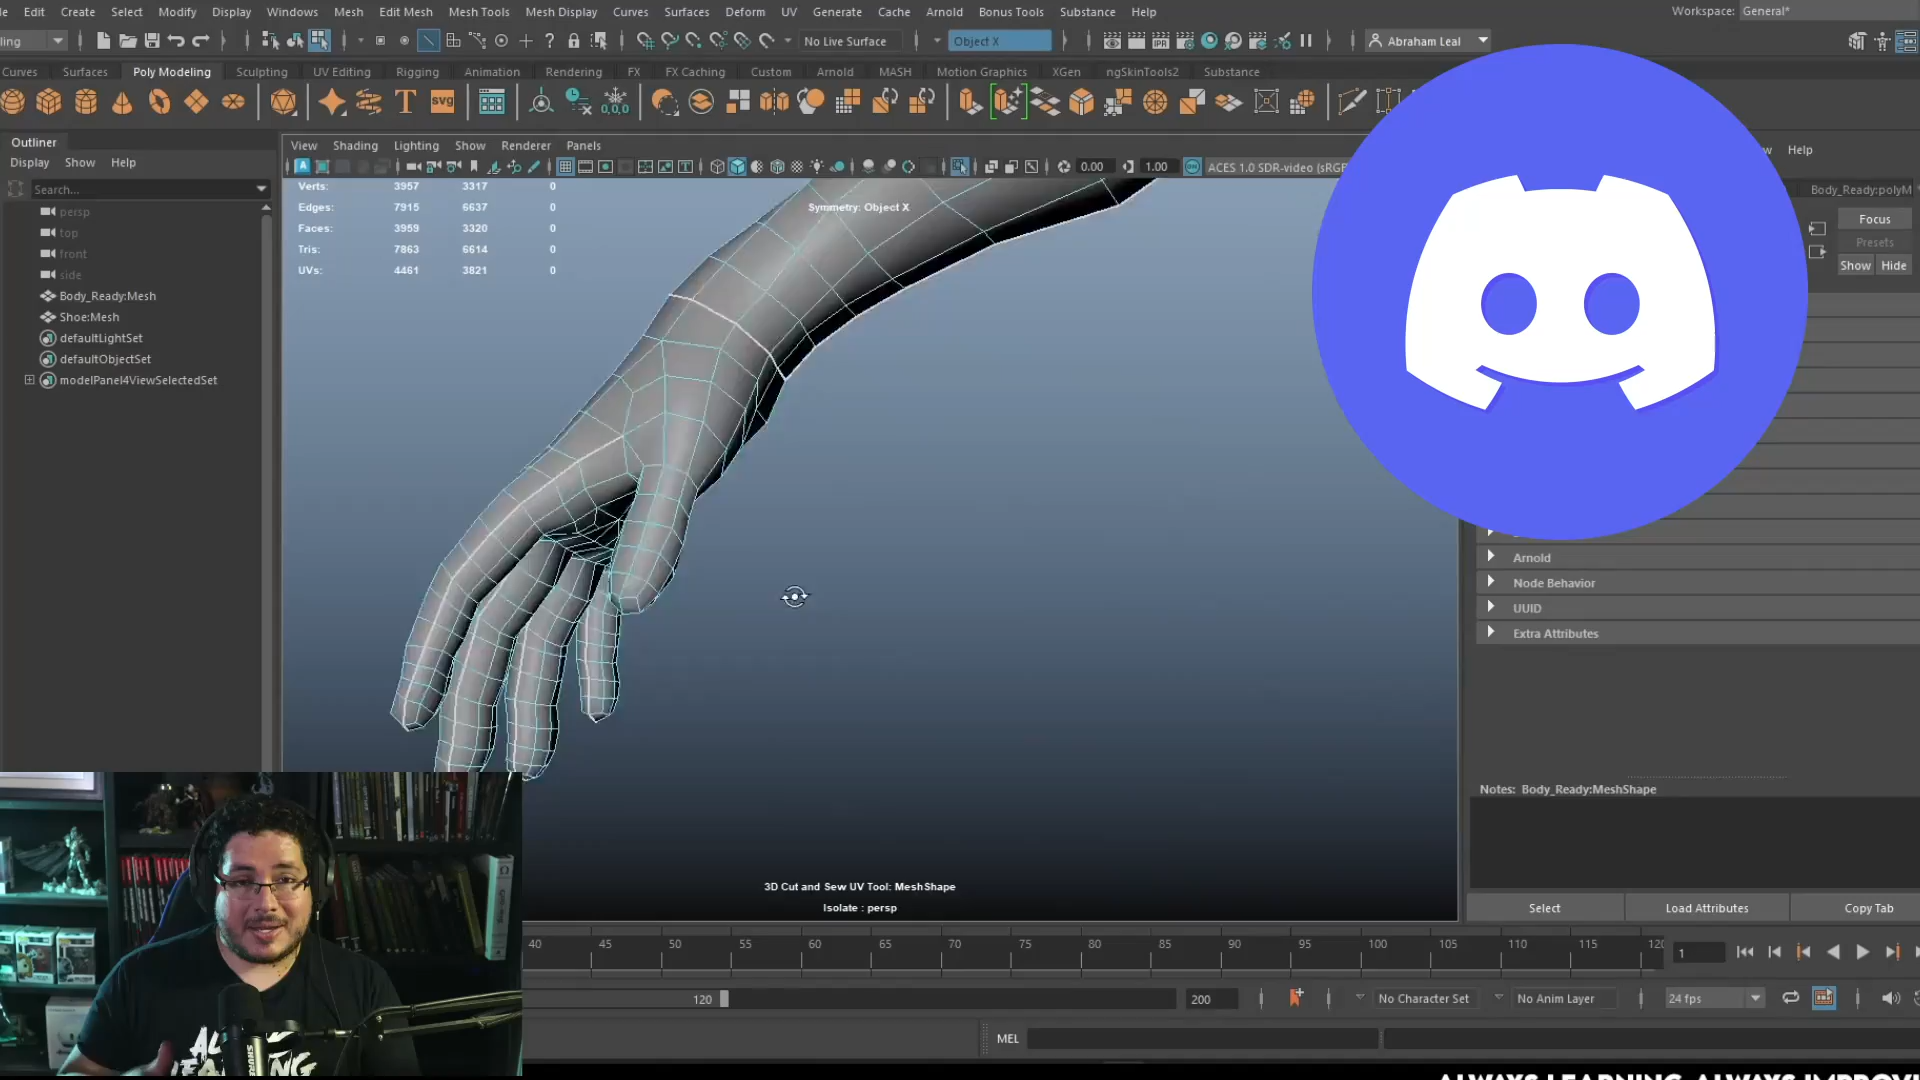 Edit Create Select Modify Display Windows Mesh Edit Mesh Mesh Tools Mesh Display Curves Surfaces Deform UV Generate Cache Arnold Bonus Tools Substance Help
Workspace: General*
ling No Live Surface Object X Abraham Leal
Curves Surfaces Poly Modeling Sculpting UV Editing Rigging Animation Rendering FX FX Caching Custom Arnold MASH Motion Graphics XGen ngSkinTools2 Substance
Outliner
Display Show Help
Search...
persp
top
front
side
Body_Ready:Mesh
Shoe:Mesh
defaultLightSet
defaultObjectSet
modelPanel4ViewSelectedSet
View Shading Lighting Show Renderer Panels
0.00 1.00 ACES 1.0 SDR-video (sRGB
Verts: 3957 3317 0
Edges: 7915 6637 0
Faces: 3959 3320 0
Tris: 7863 6614 0
UVs: 4461 3821 0
Symmetry: Object X
3D Cut and Sew UV Tool: MeshShape
Isolate : persp
Help
Body_Ready:polyM
Focus
Presets
Show Hide
Arnold
Node Behavior
UUID
Extra Attributes
Notes: Body_Ready:MeshShape
Select Load Attributes Copy Tab
40 45 50 55 60 65 70 75 80 85 90 95 100 105 110 115 120
1
120 200 No Character Set No Anim Layer 24 fps
MEL
SHURE
ALWAYS LEARNING, ALWAYS IMPROVI